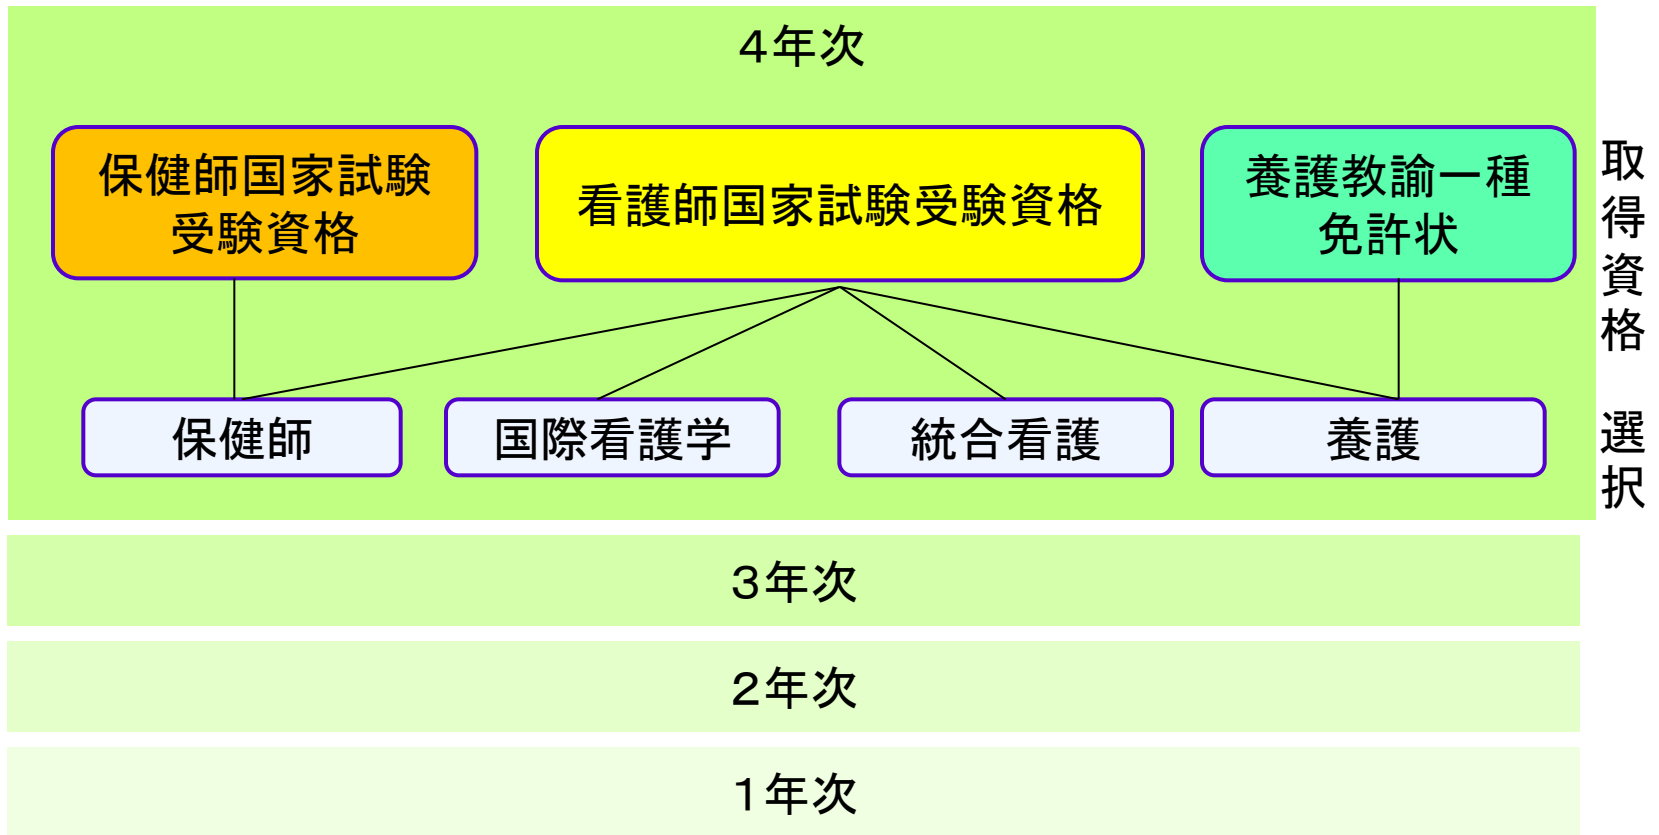 ４年次
保健師国家試験
受験資格
看護師国家試験受験資格
養護教諭一種
免許状
取得資格
保健師
国際看護学
統合看護
養護
選択
３年次
２年次
１年次